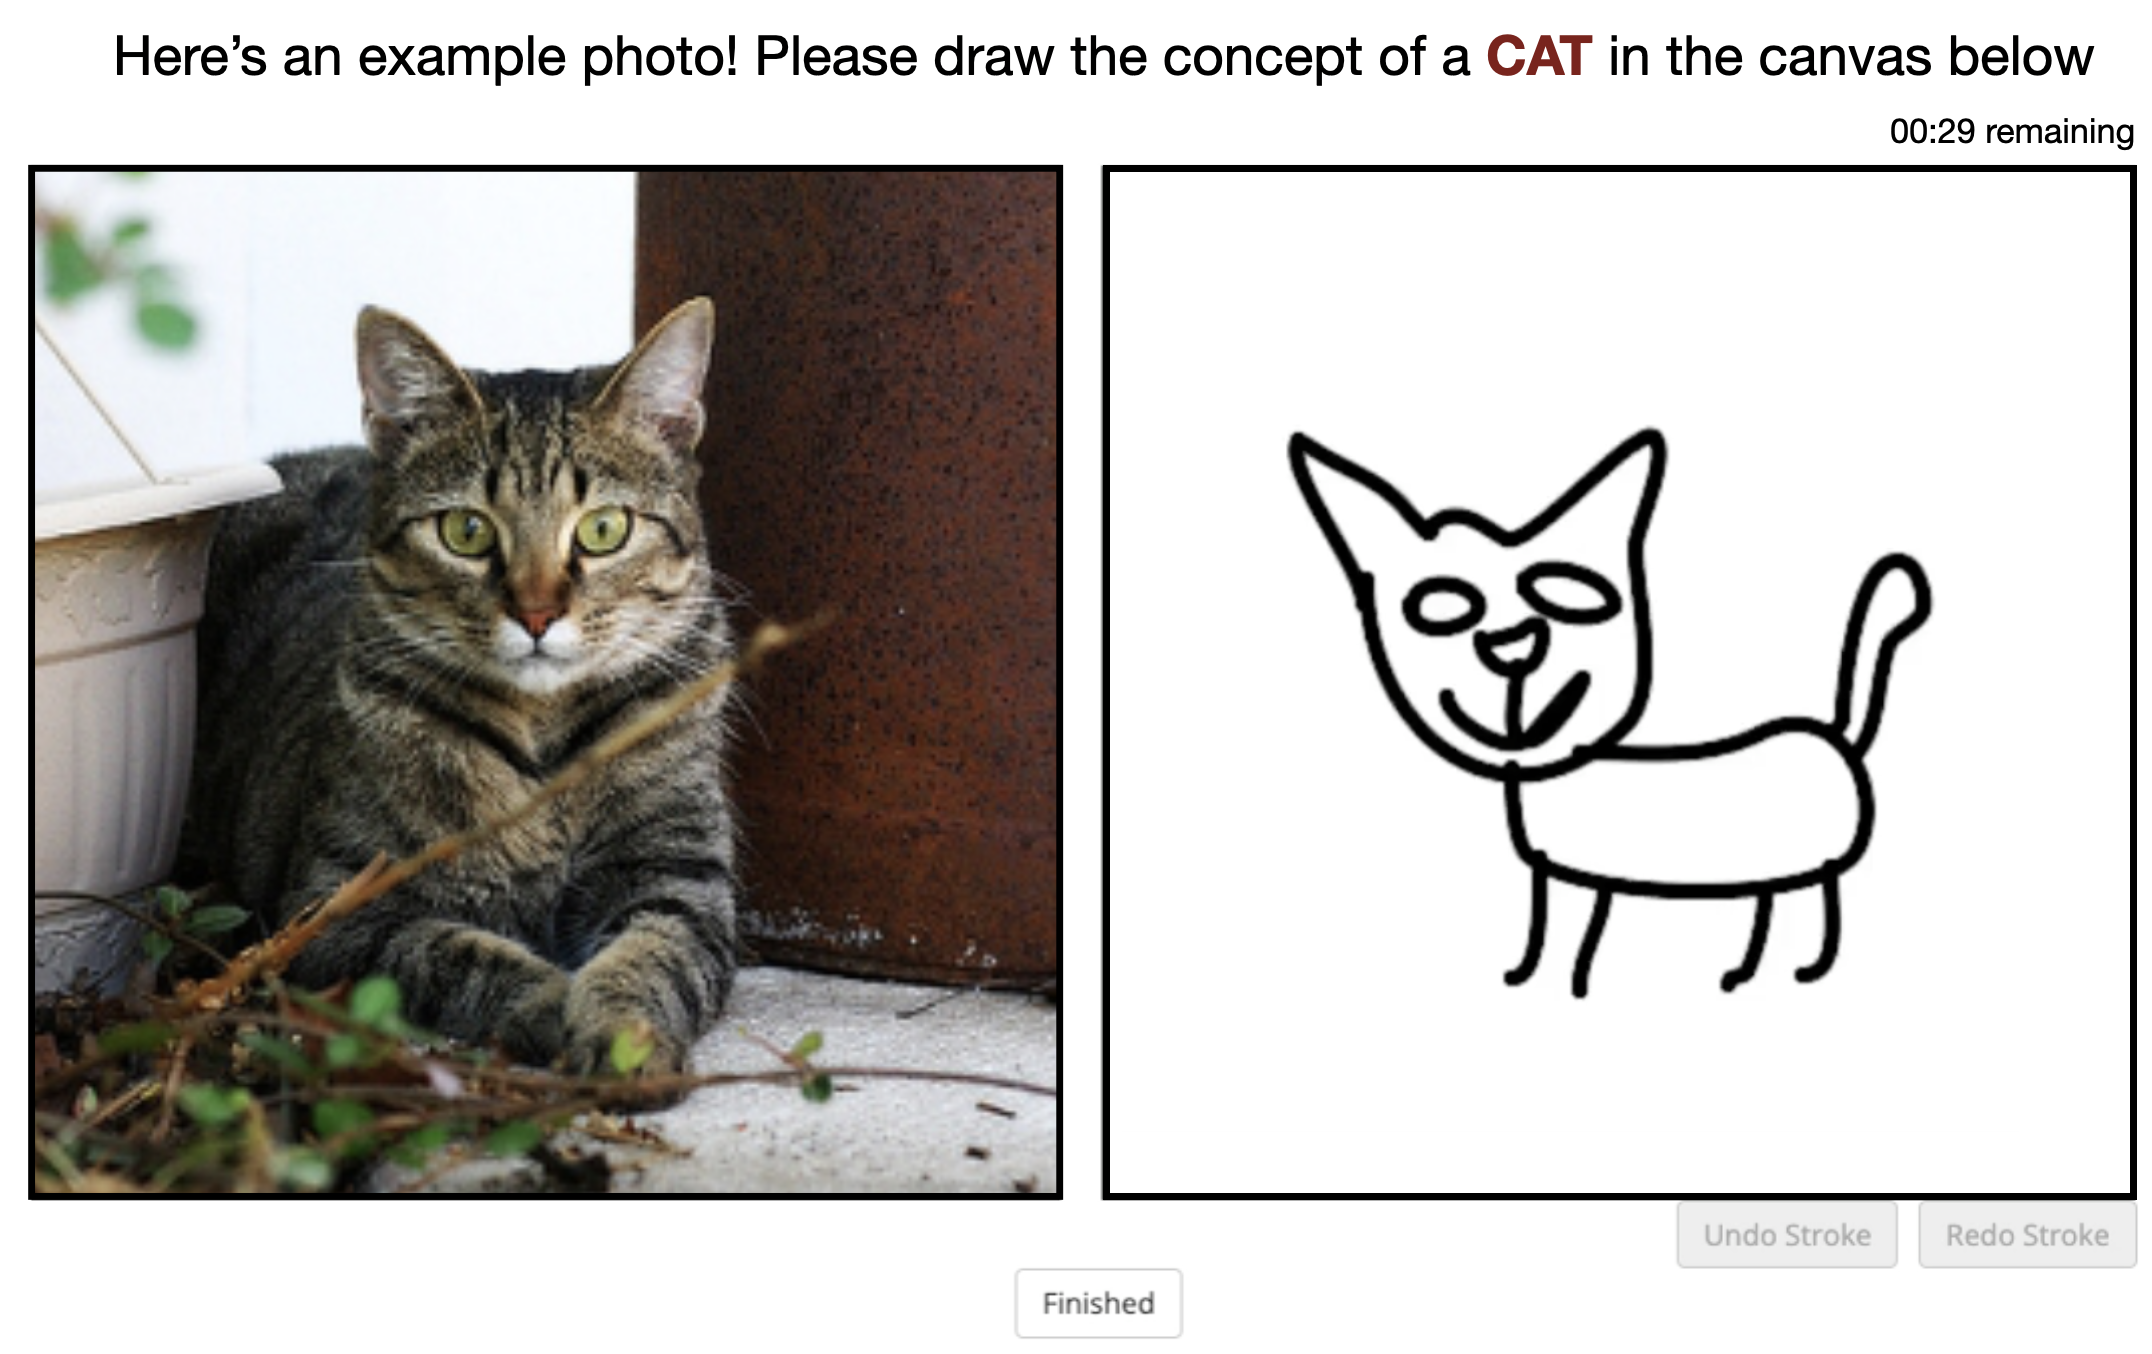 Here’s an example photo! Please draw the concept of a CAT in the canvas below
00:29 remaining
Undo Stroke
Redo Stroke
Finished